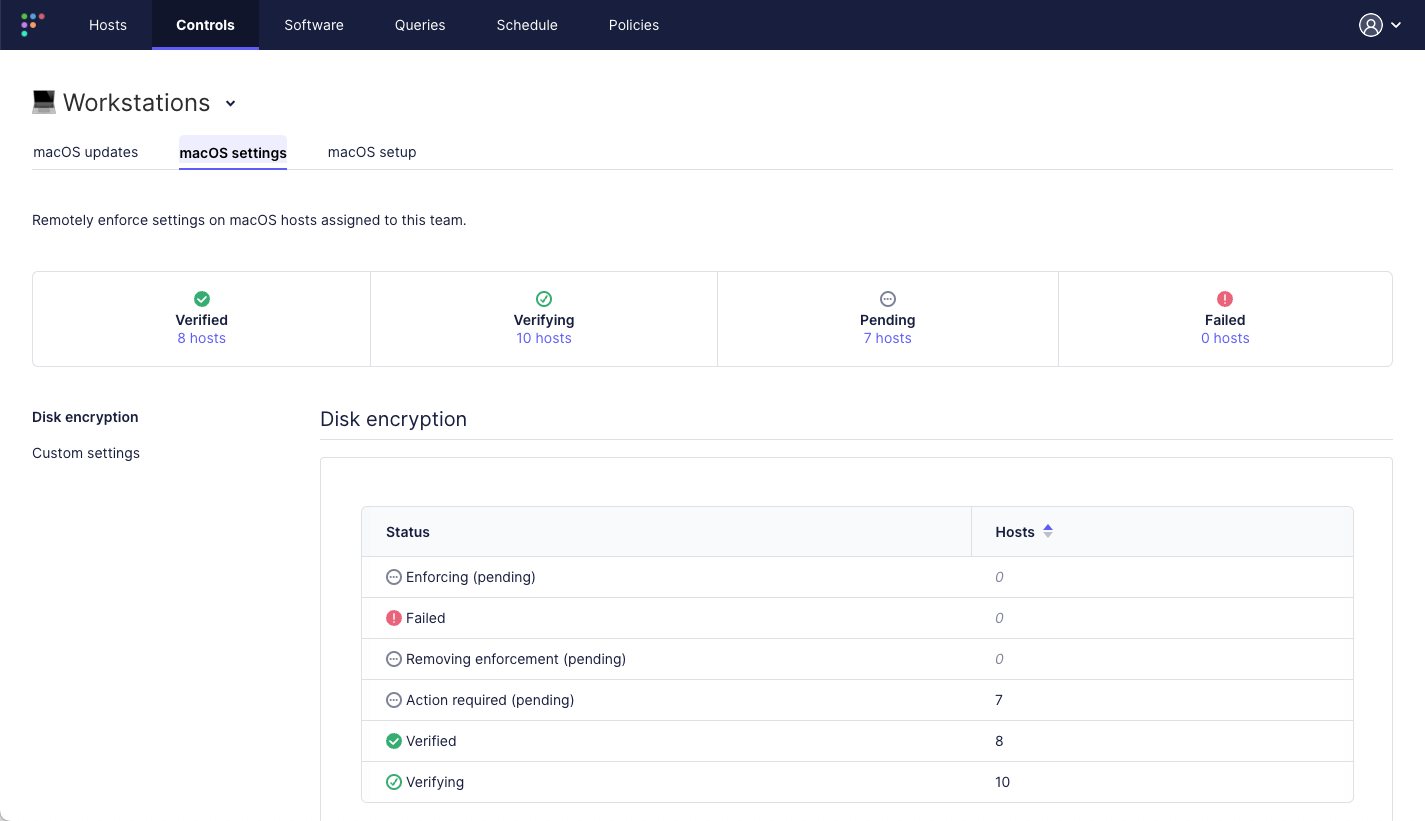 Hosts Controls Software Queries Schedule Policies
Workstations
macOS updates macOS settings macOS setup
Remotely enforce settings on macOS hosts assigned to this team.
Verified Verifying Pending Failed
8 hosts 10 hosts 7 hosts 0 hosts
Disk encryption
Custom settings
Disk encryption
Status Hosts
Enforcing (pending) 0
Failed 0
Removing enforcement (pending) 0
Action required (pending) 7
Verified 8
Verifying 10